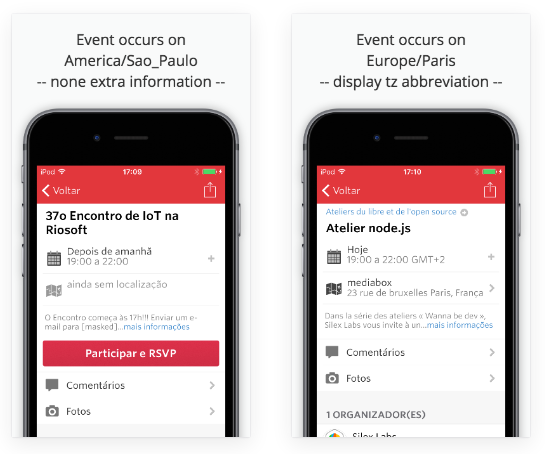 Event occurs on
America/Sao_Paulo
-- none extra information --
iPod
17:09
Voltar
37o Encontro de IoT na
Riosoft
Depois de amanhã
19:00 a 22:00
+
ainda sem localização
O Encontro começa às 17h!!! Enviar um e-
mail para [masked]...mais informações
Participar e RSVP
Comentários
Fotos
Event occurs on
Europe/Paris
-- display tz abbreviation --
iPod
17:10
Voltar
Ateliers du libre et de l'open source
Atelier node.js
Hoje
19:00 a 22:00 GMT+2
+
mediabox
23 rue de bruxelles Paris, França
Dans la série des ateliers « Wanna be dev »,
Silex Labs vous invite à un...mais informações
Comentários
Fotos
1 ORGANIZADOR(ES)
Silex Labs